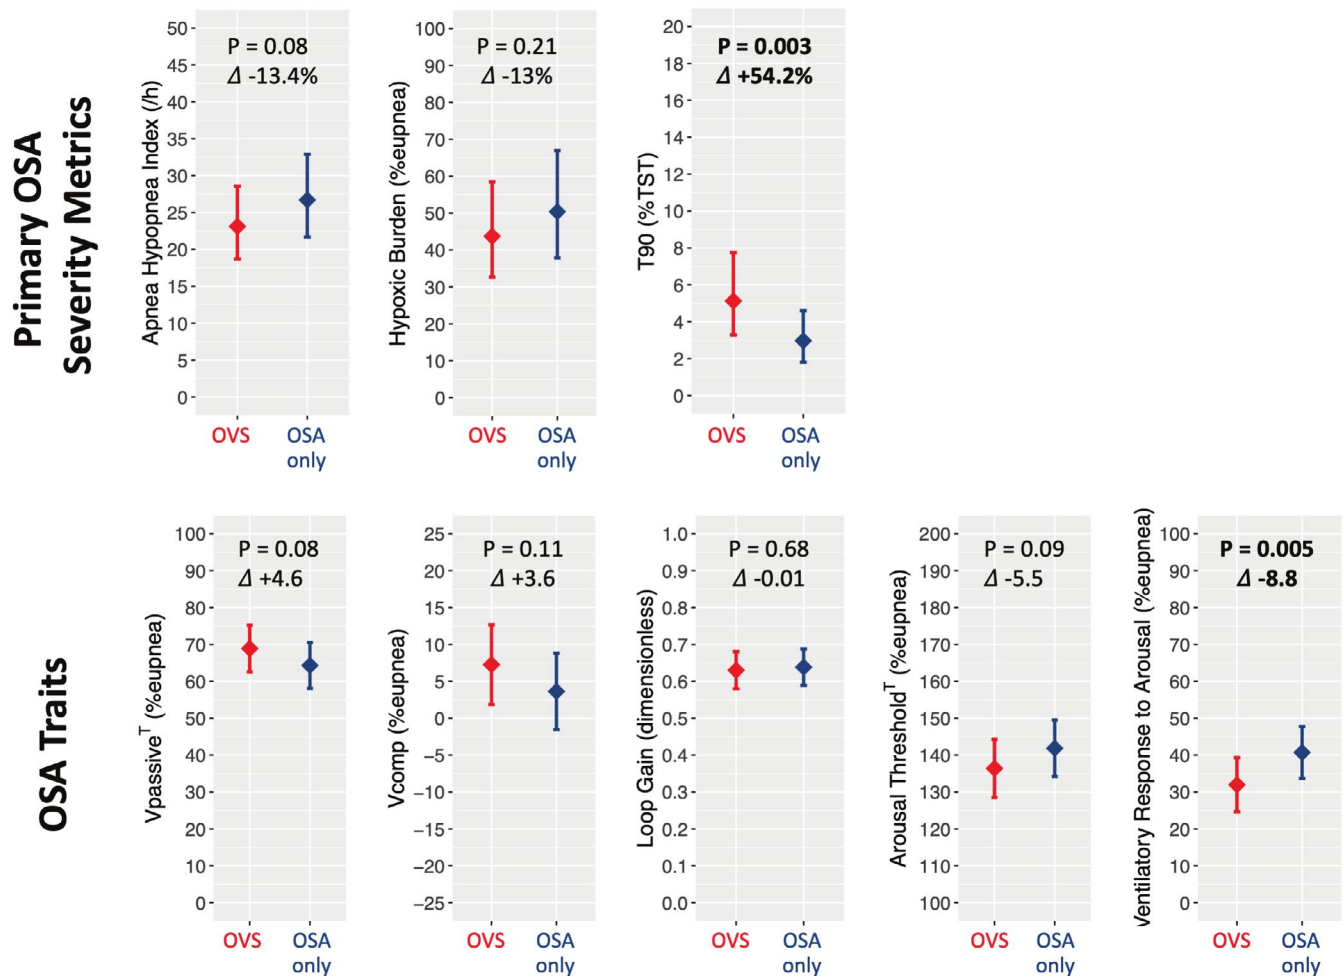 Primary OSA
Severity Metrics
Apnea Hypopnea Index (/h)
50
45
40
35
30
25
20
15
10
5
0
P = 0.08
Δ -13.4%
OVS
OSA
only
Hypoxic Burden (%eupnea)
100
90
80
70
60
50
40
30
20
10
0
P = 0.21
Δ -13%
OVS
OSA
only
T90 (%TST)
20
18
16
14
12
10
8
6
4
2
0
P = 0.003
Δ +54.2%
OVS
OSA
only
OSA Traits
Vpassiveᵀ (%eupnea)
100
90
80
70
60
50
40
30
20
10
0
P = 0.08
Δ +4.6
OVS
OSA
only
Vcomp (%eupnea)
25
20
15
10
5
0
−5
−10
−15
−20
−25
P = 0.11
Δ +3.6
OVS
OSA
only
Loop Gain (dimensionless)
1.0
0.9
0.8
0.7
0.6
0.5
0.4
0.3
0.2
0.1
0.0
P = 0.68
Δ -0.01
OVS
OSA
only
Arousal Thresholdᵀ (%eupnea)
200
190
180
170
160
150
140
130
120
110
100
P = 0.09
Δ -5.5
OVS
OSA
only
Ventilatory Response to Arousal (%eupnea)
100
90
80
70
60
50
40
30
20
10
0
P = 0.005
Δ -8.8
OVS
OSA
only